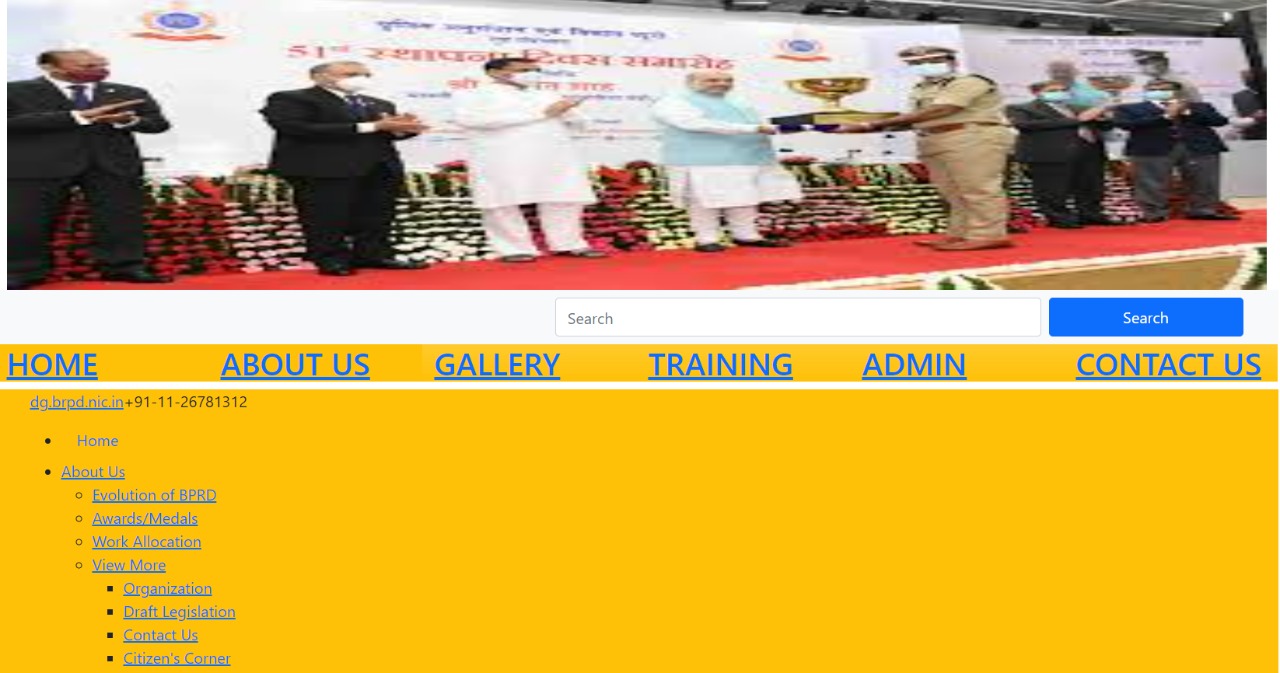 पुलिस अनुसंधान एवं विकास ब्यूरो
51वां स्थापना दिवस समारोह
श्री शाह
Search
Search
HOME ABOUT US GALLERY TRAINING ADMIN CONTACT US
dg.brpd.nic.in+91-11-26781312
Home
About Us
Evolution of BPRD
Awards/Medals
Work Allocation
View More
Organization
Draft Legislation
Contact Us
Citizen's Corner